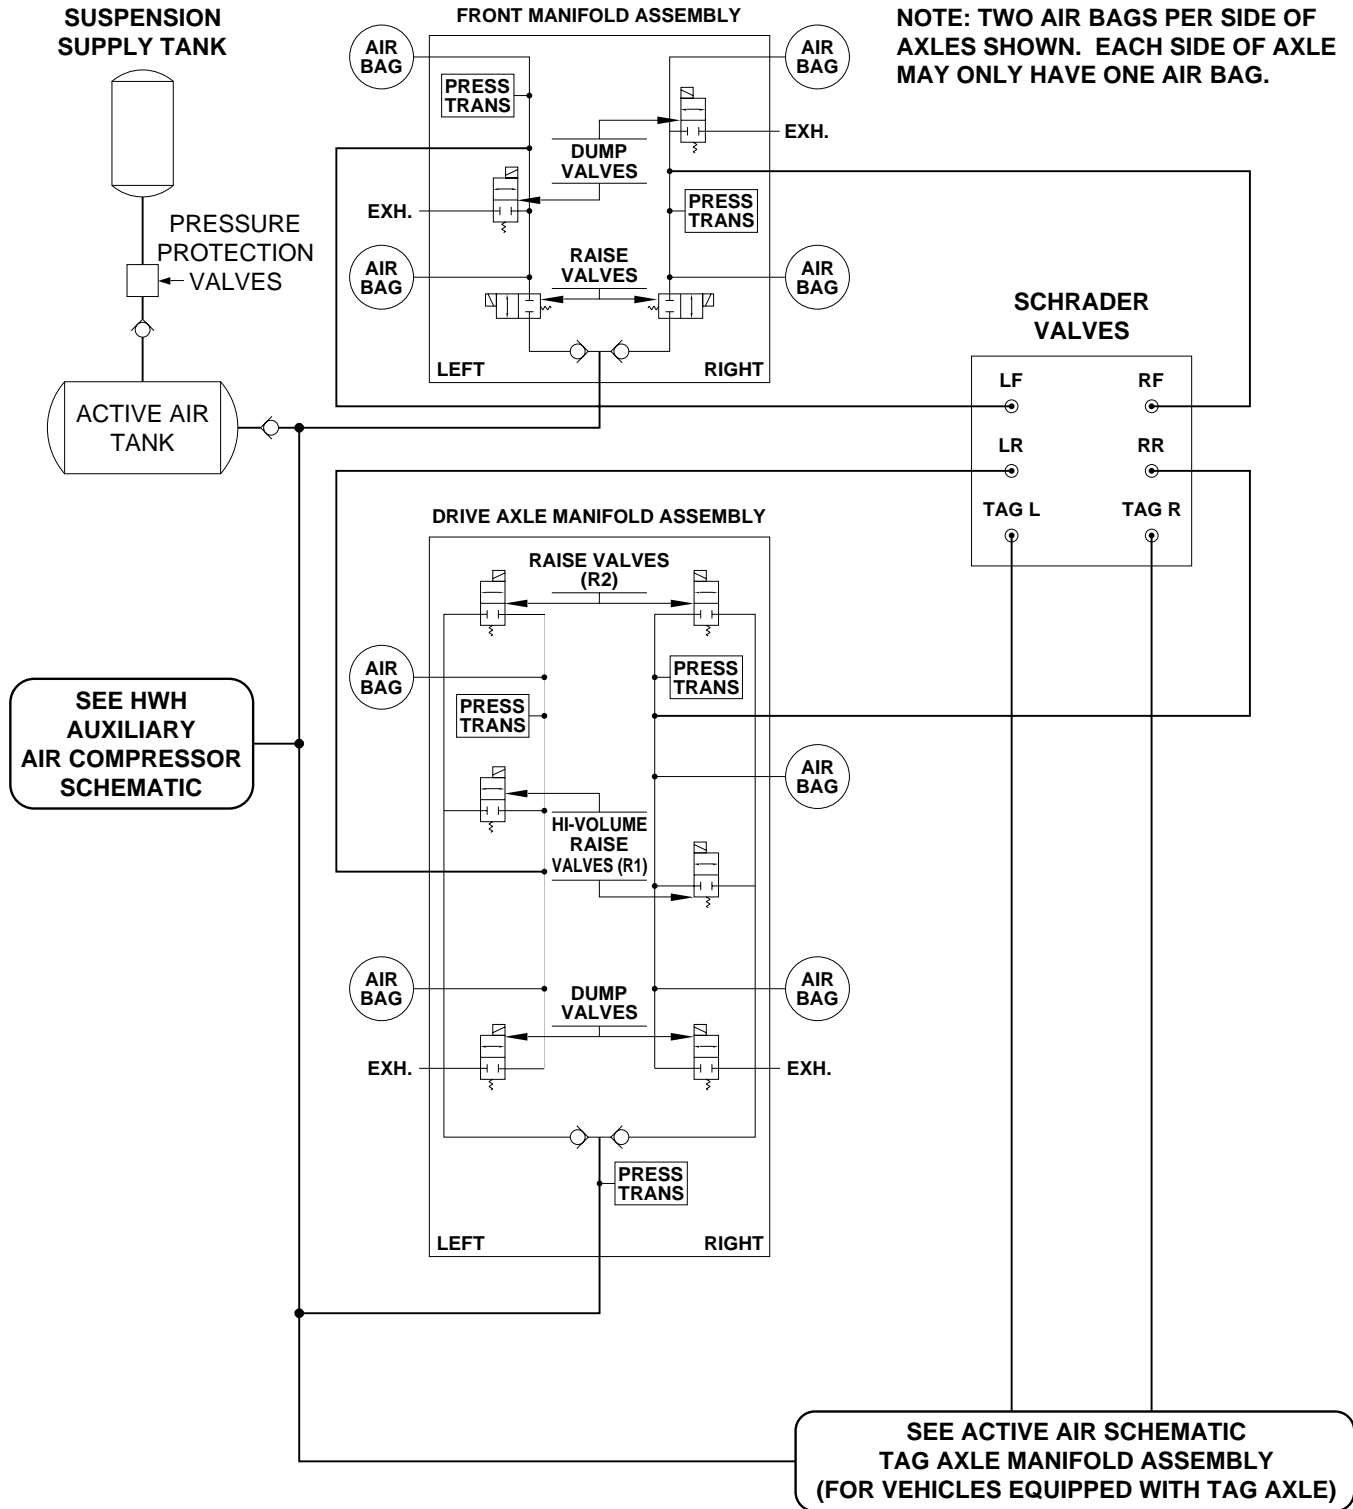 SUSPENSION
SUPPLY TANK
FRONT MANIFOLD ASSEMBLY
NOTE: TWO AIR BAGS PER SIDE OF
AXLES SHOWN. EACH SIDE OF AXLE
MAY ONLY HAVE ONE AIR BAG.
AIR
BAG
AIR
BAG
PRESS
TRANS
EXH.
DUMP
VALVES
EXH.
PRESS
TRANS
PRESSURE
PROTECTION
VALVES
AIR
BAG
RAISE
VALVES
AIR
BAG
LEFT
RIGHT
SCHRADER
VALVES
LF
RF
LR
RR
TAG L
TAG R
ACTIVE AIR
TANK
DRIVE AXLE MANIFOLD ASSEMBLY
RAISE VALVES
(R2)
AIR
BAG
PRESS
TRANS
PRESS
TRANS
SEE HWH
AUXILIARY
AIR COMPRESSOR
SCHEMATIC
AIR
BAG
HI-VOLUME
RAISE
VALVES (R1)
AIR
BAG
DUMP
VALVES
AIR
BAG
EXH.
EXH.
PRESS
TRANS
LEFT
RIGHT
SEE ACTIVE AIR SCHEMATIC
TAG AXLE MANIFOLD ASSEMBLY
(FOR VEHICLES EQUIPPED WITH TAG AXLE)